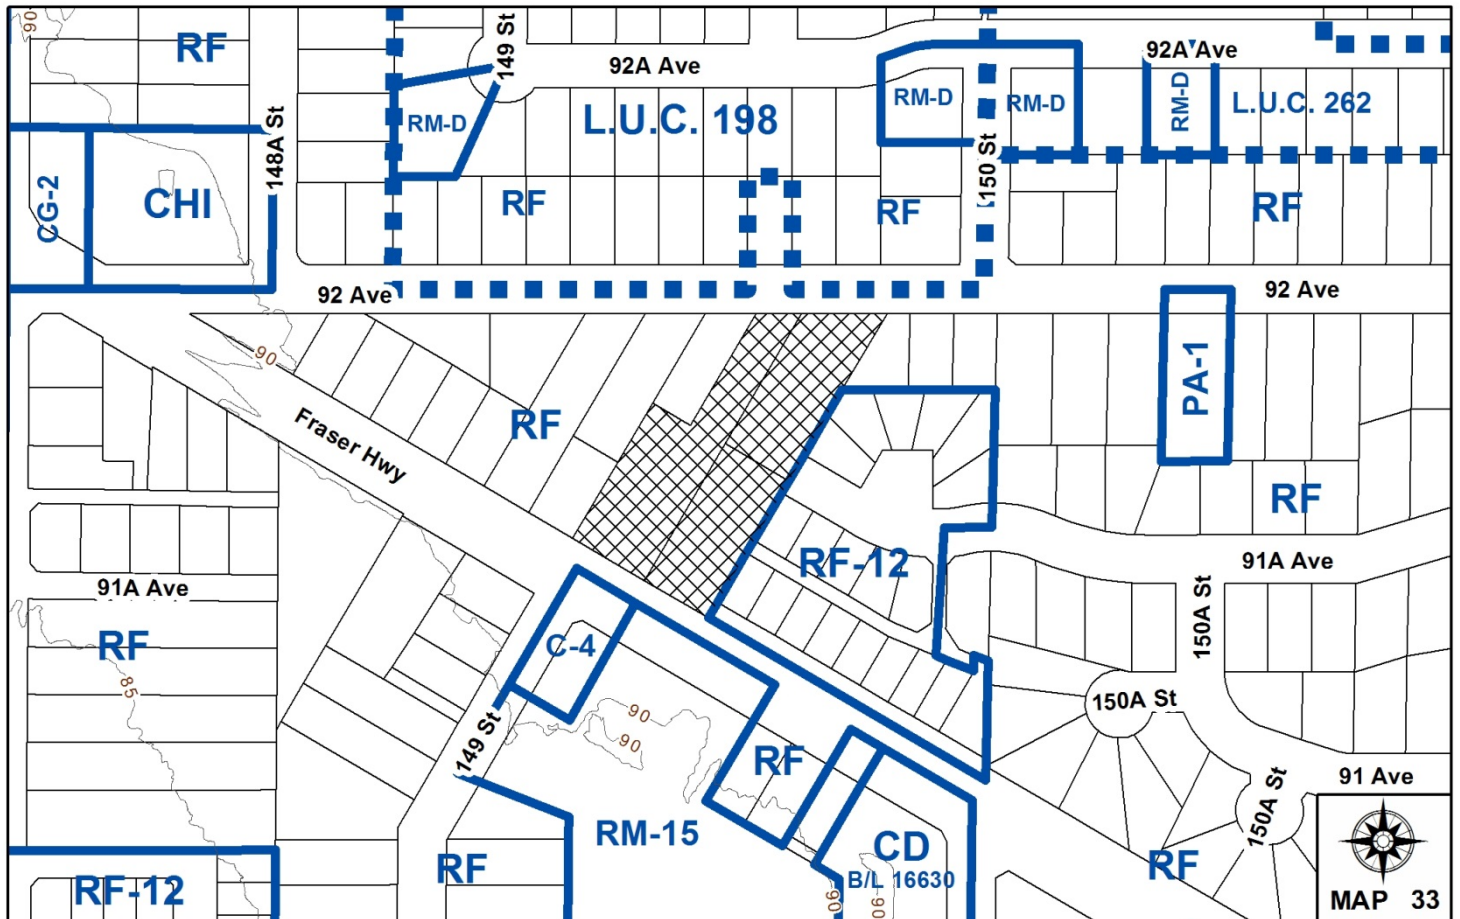 90
RF
149 St
92A Ave
92A Ave
RM-D
L.U.C. 198
RM-D
RM-D
RM-D
L.U.C. 262
148A St
150 St
CG-2
CHI
RF
RF
RF
92 Ave
92 Ave
90
PA-1
RF
Fraser Hwy
RF
RF-12
91A Ave
91A Ave
150A St
RF
C-4
85
90
90
150A St
149 St
RF
150A St
91 Ave
RM-15
CD
B/L 16630
RF
RF
RF-12
90
90
MAP 33